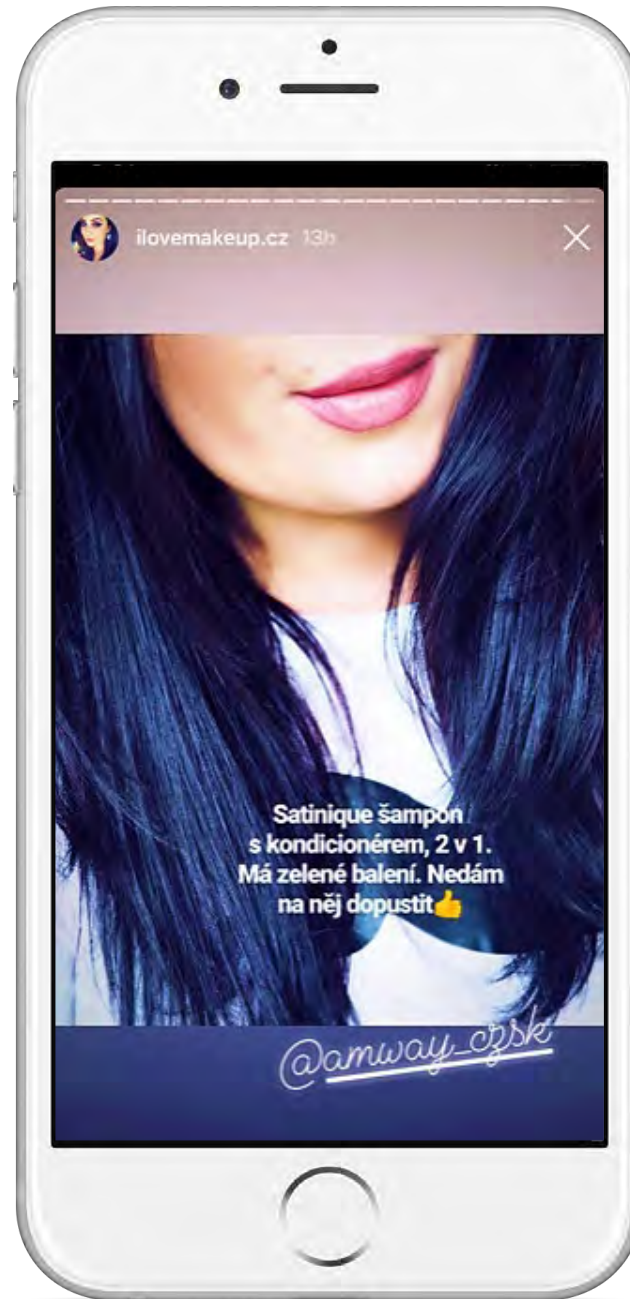 ilovemakeup.cz 13h
Satinique šampon
s kondicionérem, 2 v 1.
Má zelené balení. Nedám
na něj dopustit👍
@amway_czsk